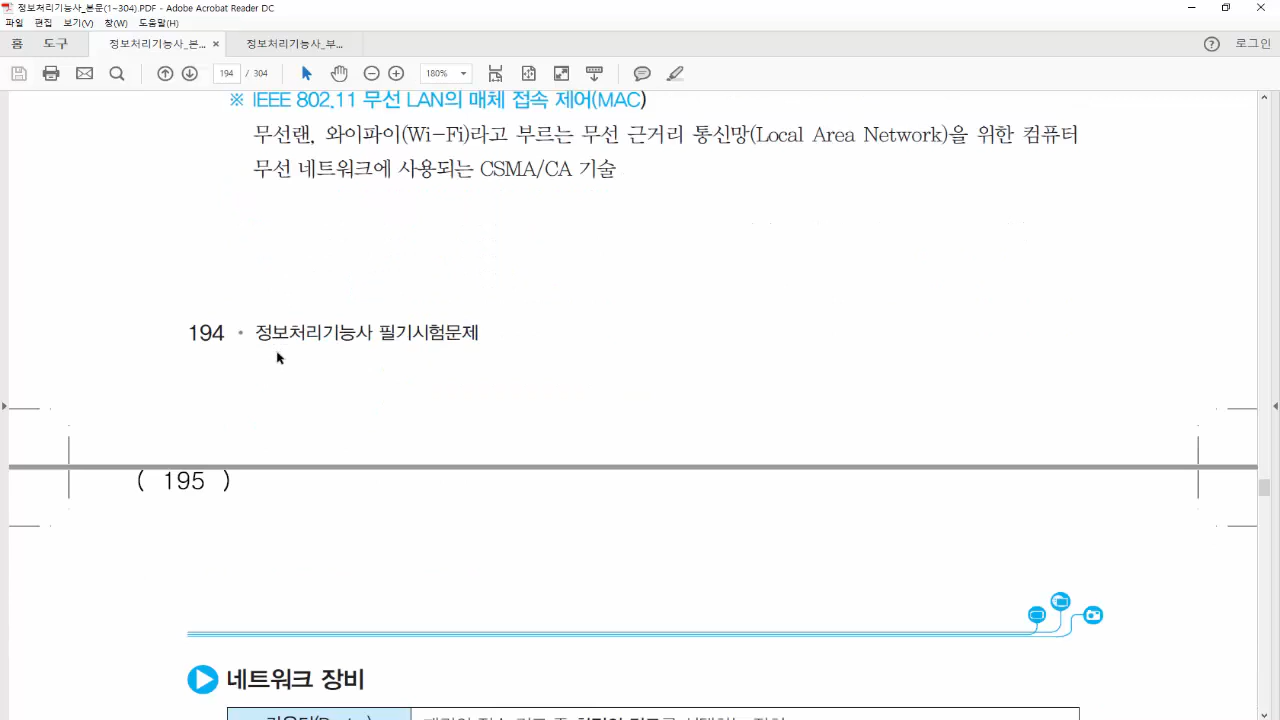 정보처리기능사_본문(1~304).PDF - Adobe Acrobat Reader DC
파일 편집 보기(V) 창(W) 도움말(H)
홈 도구 정보처리기능사_본... × 정보처리기능사_부... ? 로그인
194 / 304 180%
※ IEEE 802.11 무선 LAN의 매체 접속 제어(MAC)
무선랜, 와이파이(Wi-Fi)라고 부르는 무선 근거리 통신망(Local Area Network)을 위한 컴퓨터
무선 네트워크에 사용되는 CSMA/CA 기술
194 • 정보처리기능사 필기시험문제
( 195 )
네트워크 장비